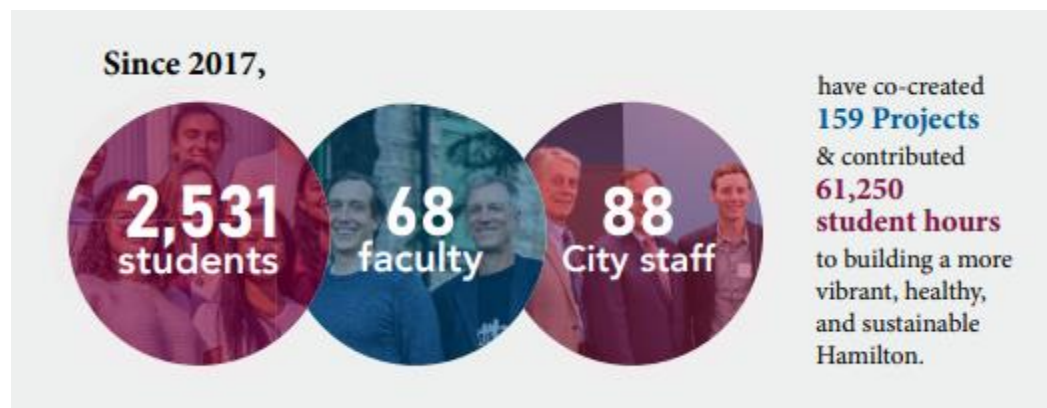 Since 2017,
2,531
students
68
faculty
88
City staff
have co-created
159 Projects
& contributed
61,250
student hours
to building a more
vibrant, healthy,
and sustainable
Hamilton.